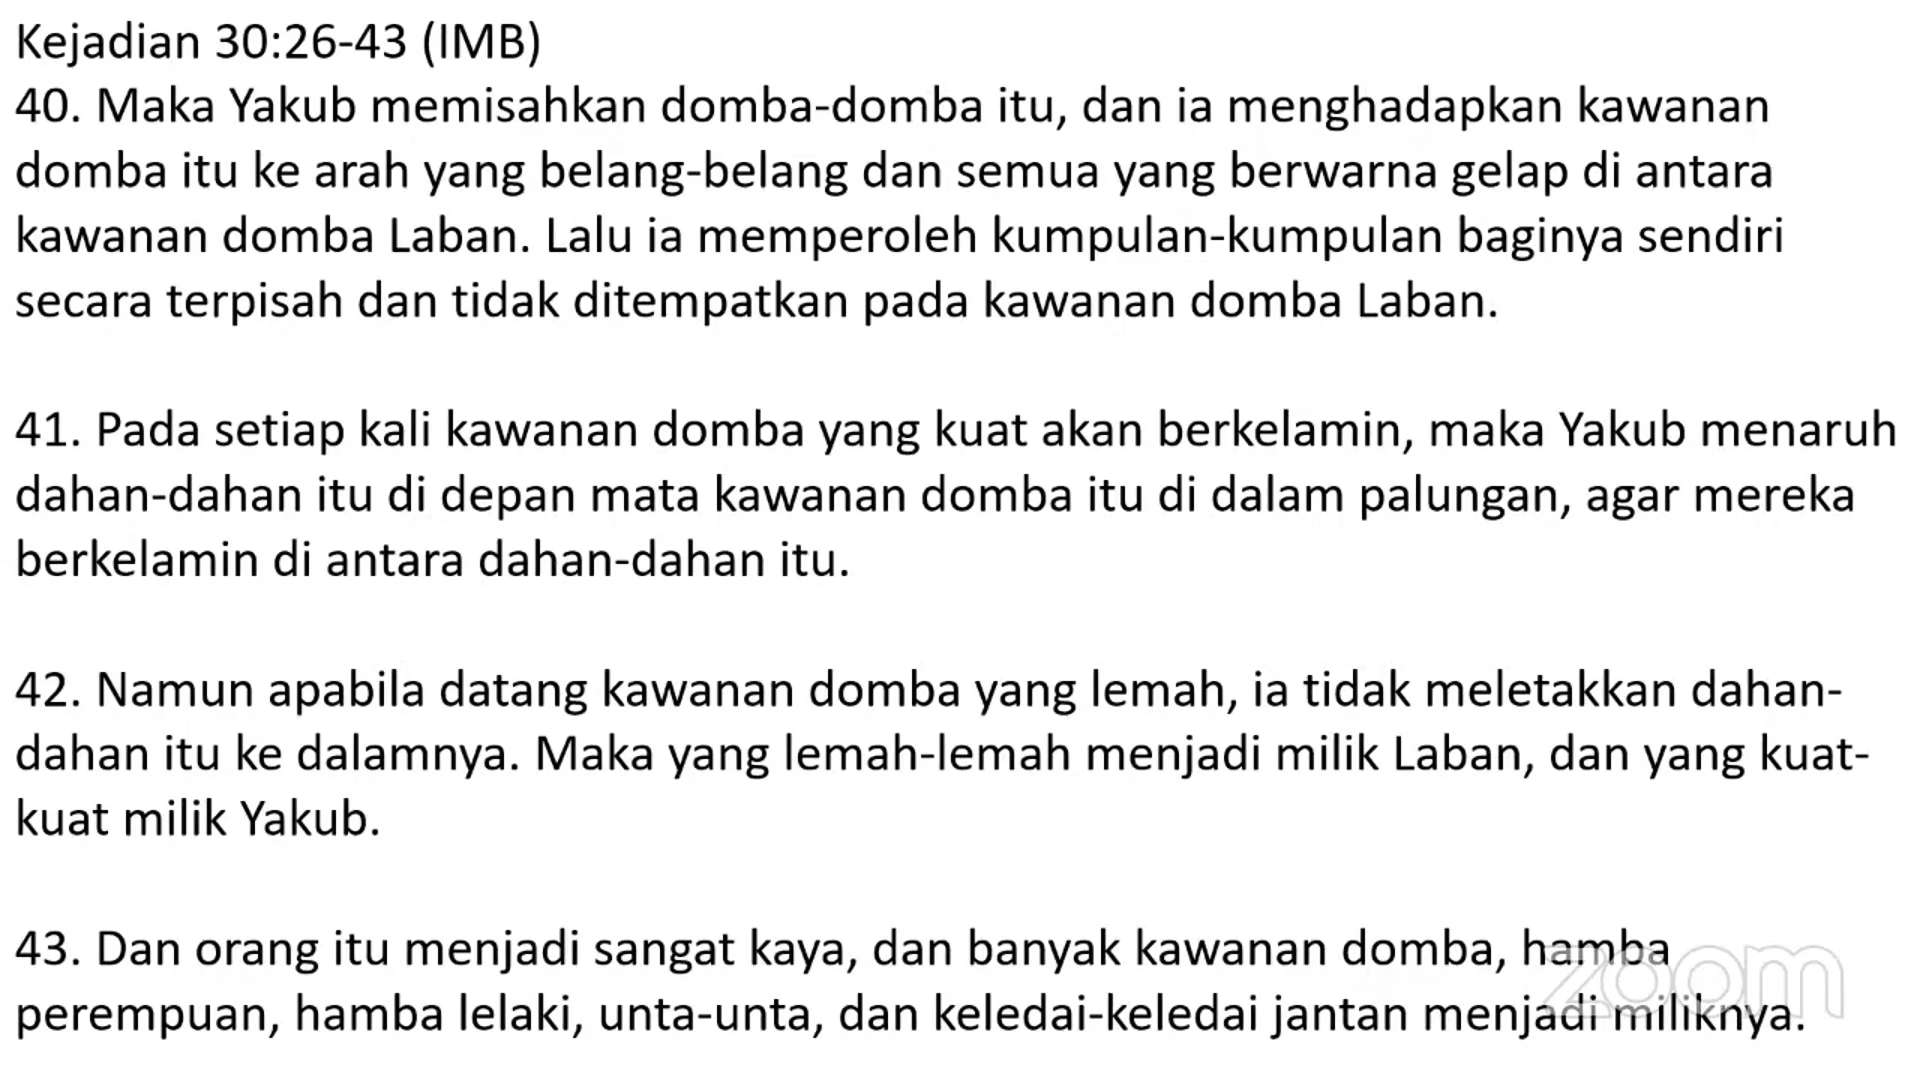 Kejadian 30:26-43 (IMB)
40. Maka Yakub memisahkan domba-domba itu, dan ia menghadapkan kawanan
domba itu ke arah yang belang-belang dan semua yang berwarna gelap di antara
kawanan domba Laban. Lalu ia memperoleh kumpulan-kumpulan baginya sendiri
secara terpisah dan tidak ditempatkan pada kawanan domba Laban.
41. Pada setiap kali kawanan domba yang kuat akan berkelamin, maka Yakub menaruh
dahan-dahan itu di depan mata kawanan domba itu di dalam palungan, agar mereka
berkelamin di antara dahan-dahan itu.
42. Namun apabila datang kawanan domba yang lemah, ia tidak meletakkan dahan-
dahan itu ke dalamnya. Maka yang lemah-lemah menjadi milik Laban, dan yang kuat-
kuat milik Yakub.
43. Dan orang itu menjadi sangat kaya, dan banyak kawanan domba, hamba
perempuan, hamba lelaki, unta-unta, dan keledai-keledai jantan menjadi miliknya.
zoom